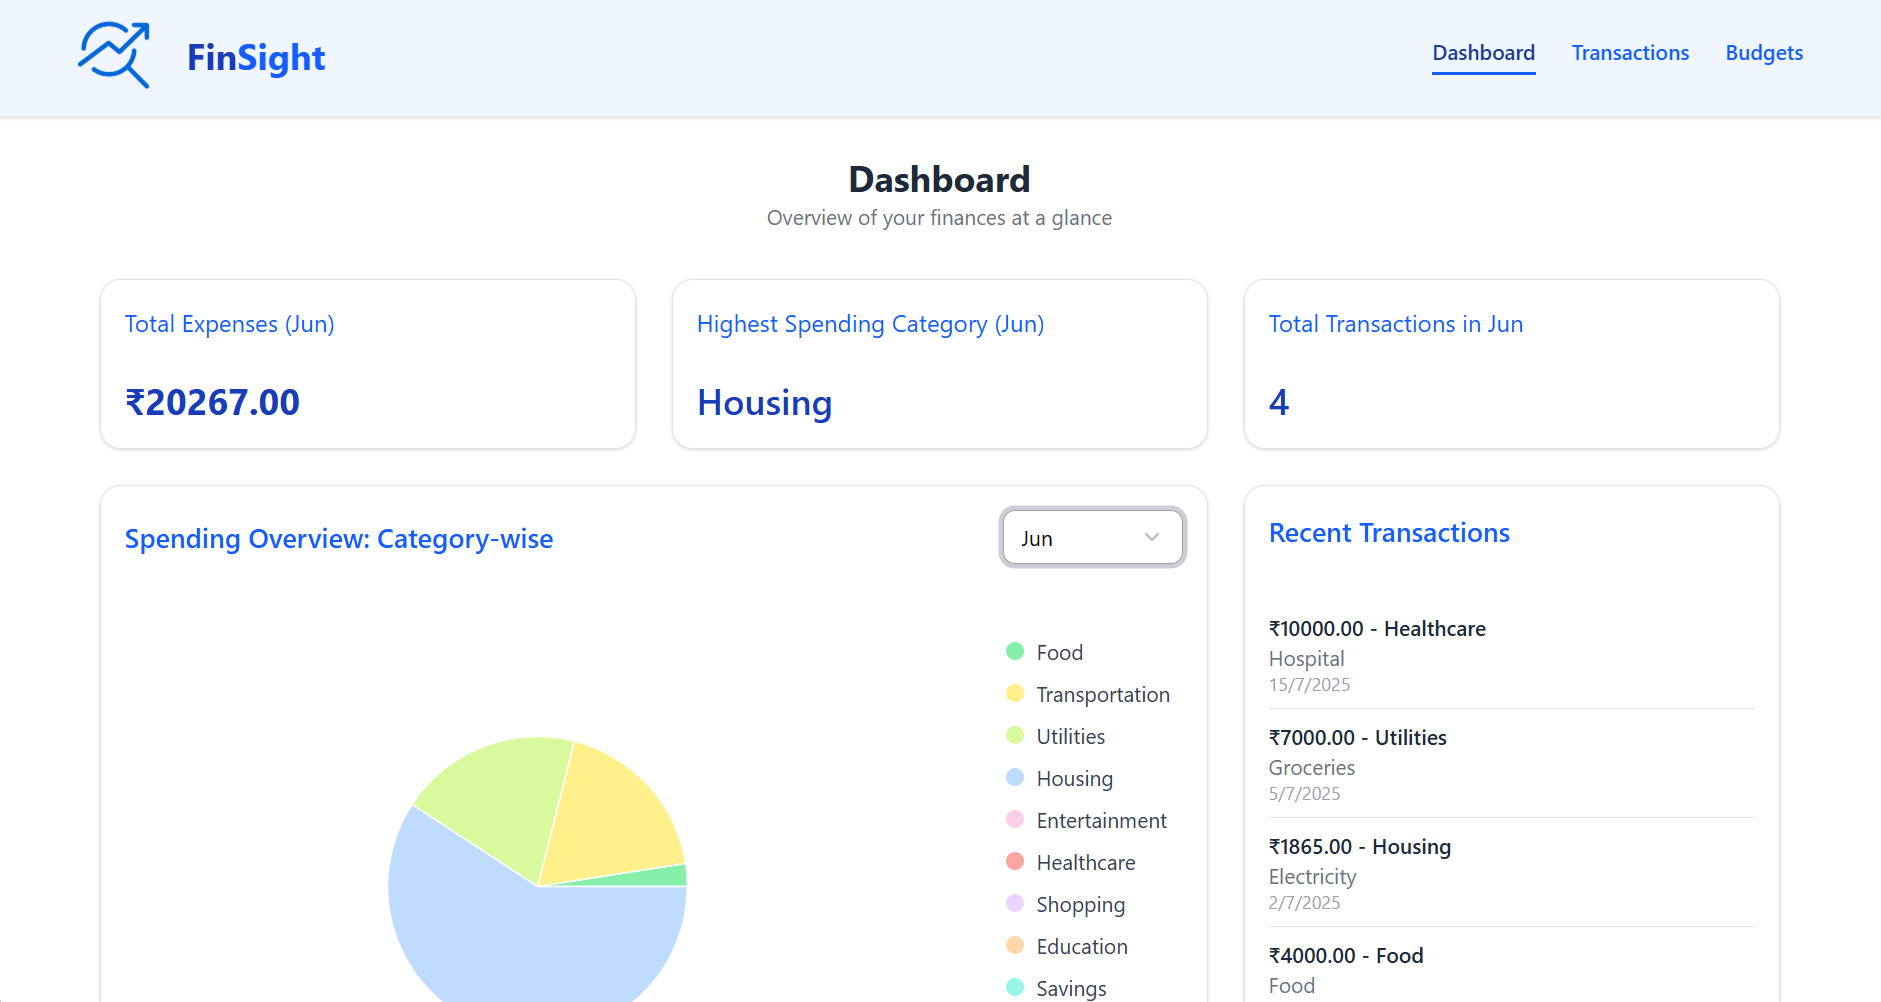 FinSight
Dashboard
Transactions
Budgets
Dashboard
Overview of your finances at a glance
Total Expenses (Jun)
₹20267.00
Highest Spending Category (Jun)
Housing
Total Transactions in Jun
4
Spending Overview: Category-wise
Jun
Food
Transportation
Utilities
Housing
Entertainment
Healthcare
Shopping
Education
Savings
Recent Transactions
₹10000.00 - Healthcare
Hospital
15/7/2025
₹7000.00 - Utilities
Groceries
5/7/2025
₹1865.00 - Housing
Electricity
2/7/2025
₹4000.00 - Food
Food